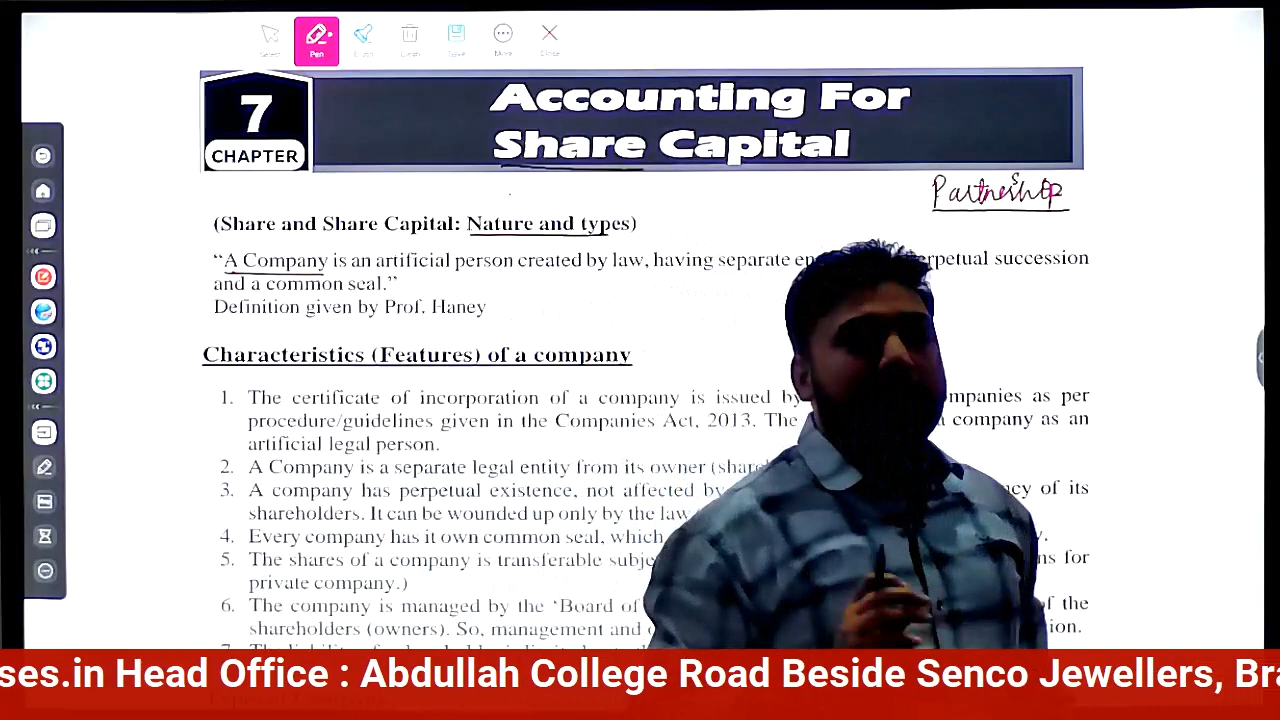 Pen
7
CHAPTER
Accounting For
Share Capital
Partnership
(Share and Share Capital: Nature and types)
“A Company is an artificial person created by law, having separate en perpetual succession
and a common seal.”
Definition given by Prof. Haney
Characteristics (Features) of a company
1. The certificate of incorporation of a company is issued by ompanies as per
procedure/guidelines given in the Companies Act, 2013. The a company as an
artificial legal person.
2. A Company is a separate legal entity from its owner (share
3. A company has perpetual existence, not affected by cy of its
shareholders. It can be wounded up only by the law
4. Every company has it own common seal, which y.
5. The shares of a company is transferable subje ns for
private company.)
6. The company is managed by the ‘Board of of the
shareholders (owners). So, management and ion.
ses.in Head Office : Abdullah College Road Beside Senco Jewellers, Bra